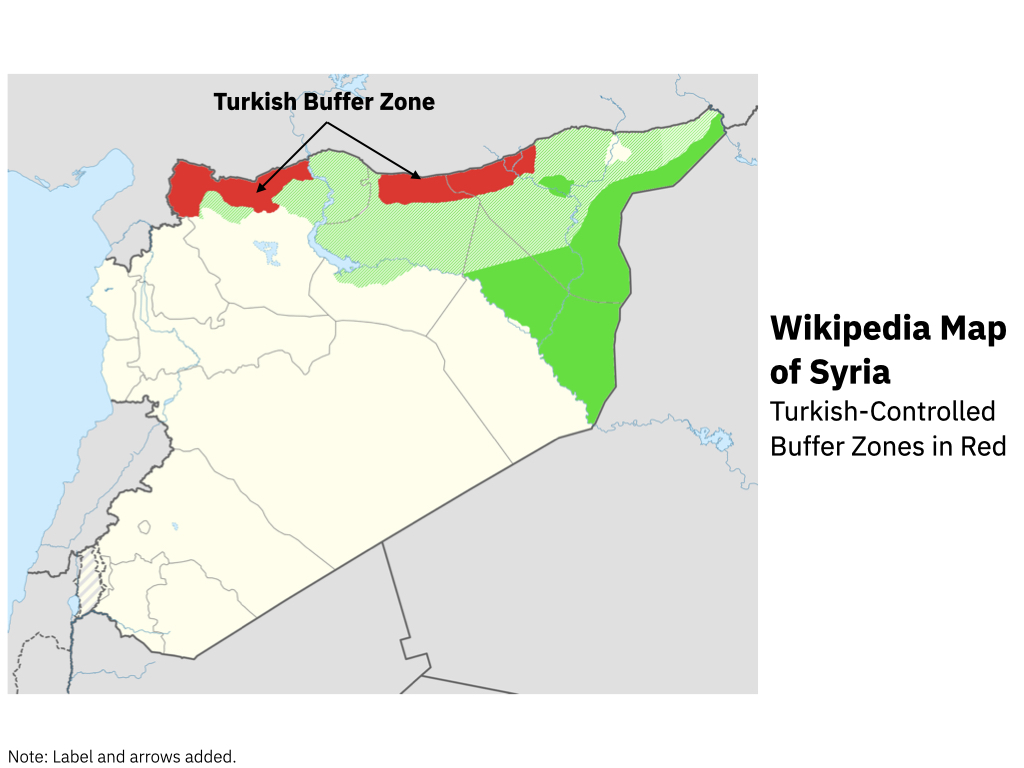 Turkish Buffer Zone
Wikipedia Map
of Syria
Turkish-Controlled
Buffer Zones in Red
Note: Label and arrows added.